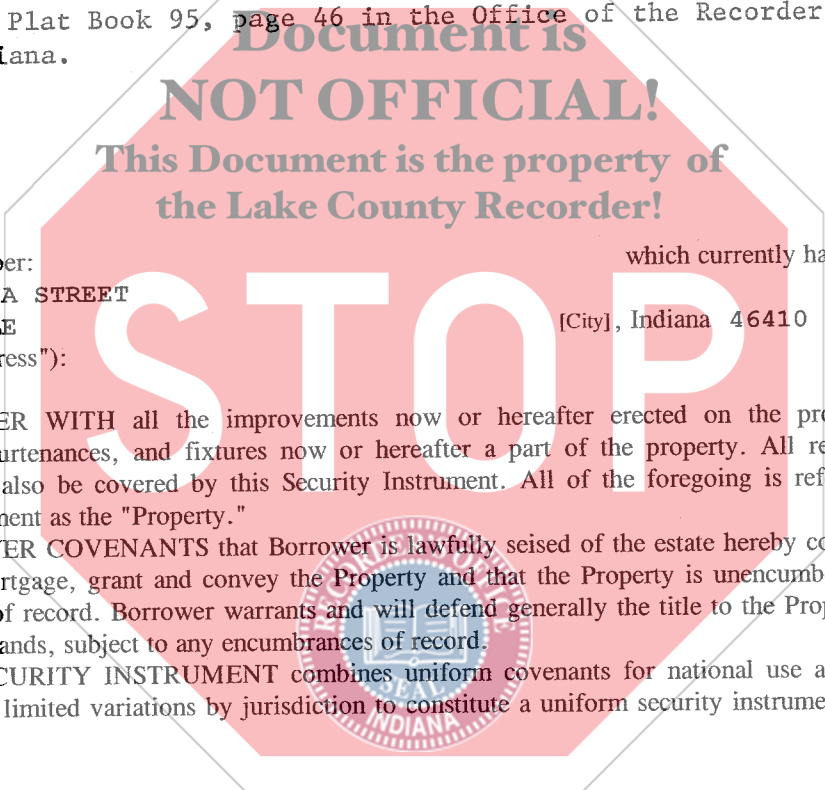 Plat Book 95, page 46 in the Office of the Recorder
iana.
Document is
NOT OFFICIAL!
This Document is the property of
the Lake County Recorder!
er:
which currently ha
A STREET
E
[City], Indiana 46410
ress"):
STOP
ER WITH all the improvements now or hereafter erected on the pro
urtenances, and fixtures now or hereafter a part of the property. All re
also be covered by this Security Instrument. All of the foregoing is ref
ment as the "Property."
ER COVENANTS that Borrower is lawfully seised of the estate hereby co
rtgage, grant and convey the Property and that the Property is unencumb
of record. Borrower warrants and will defend generally the title to the Prop
ands, subject to any encumbrances of record.
CURITY INSTRUMENT combines uniform covenants for national use a
limited variations by jurisdiction to constitute a uniform security instrume
RECORDER'S OFFICE
SEAL
INDIANA